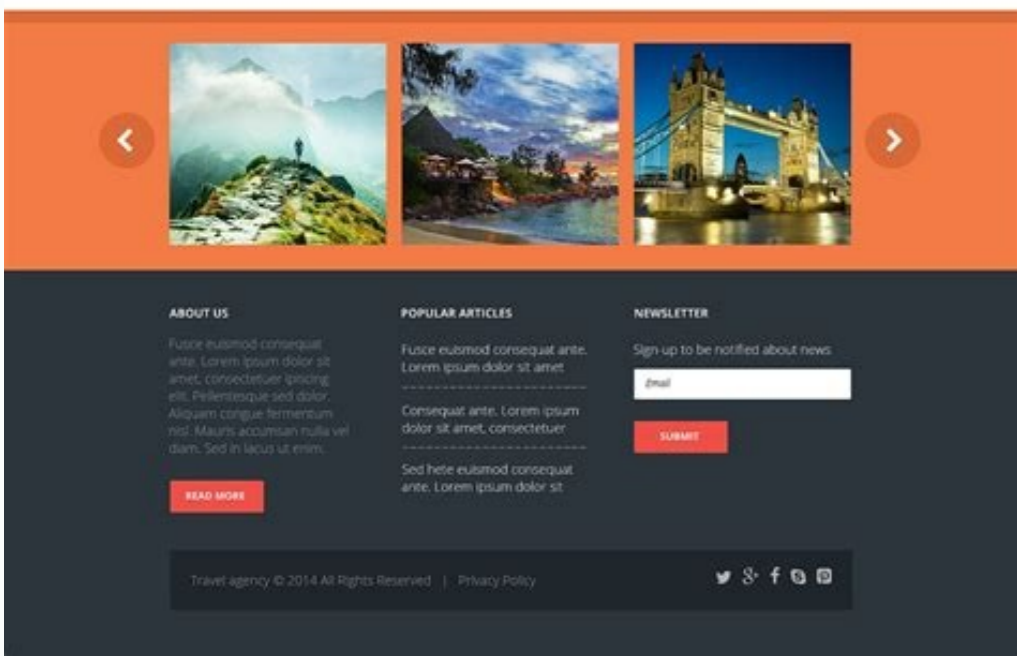 ABOUT US
Fusce euismod consequat
ante. Lorem ipsum dolor sit
amet, consectetuer ipiscing
elit. Pellentesque sed dolor.
Aliquam congue fermentum
nisl. Mauris accumsan nulla vel
diam. Sed in lacus ut enim.
READ MORE
POPULAR ARTICLES
Fusce euismod consequat ante.
Lorem ipsum dolor sit amet
Consequat ante. Lorem ipsum
dolor sit amet, consectetuer
Sed hete euismod consequat
ante. Lorem ipsum dolor sit
NEWSLETTER
Sign-up to be notified about news
Email
SUBMIT
Travel agency © 2014 All Rights Reserved | Privacy Policy